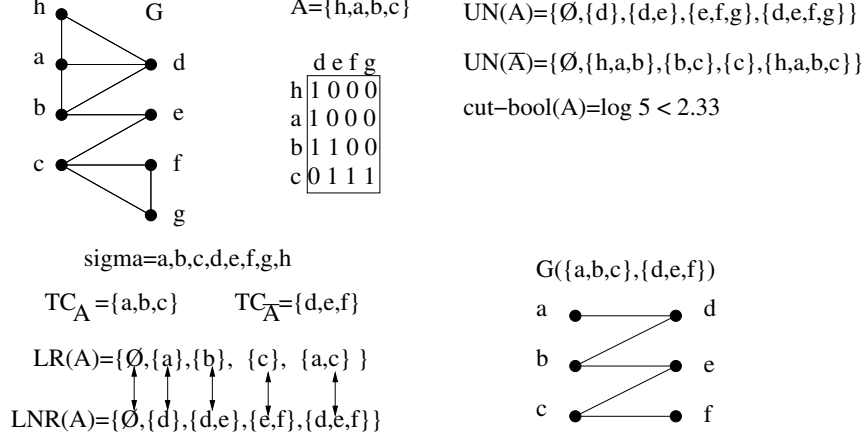 h
G
a
d
b
e
c
f
g
A={h,a,b,c}
d e f g
h 1 0 0 0
a 1 0 0 0
b 1 1 0 0
c 0 1 1 1
UN(A)={Ø,{d},{d,e},{e,f,g},{d,e,f,g}}
UN(A̅)={Ø,{h,a,b},{b,c},{c},{h,a,b,c}}
cut−bool(A)=log 5 < 2.33
sigma=a,b,c,d,e,f,g,h
TC_A ={a,b,c} TC_A̅={d,e,f}
LR(A)={Ø,{a},{b}, {c}, {a,c} }
LNR(A)={Ø,{d},{d,e},{e,f},{d,e,f}}
G({a,b,c},{d,e,f})
a d
b e
c f